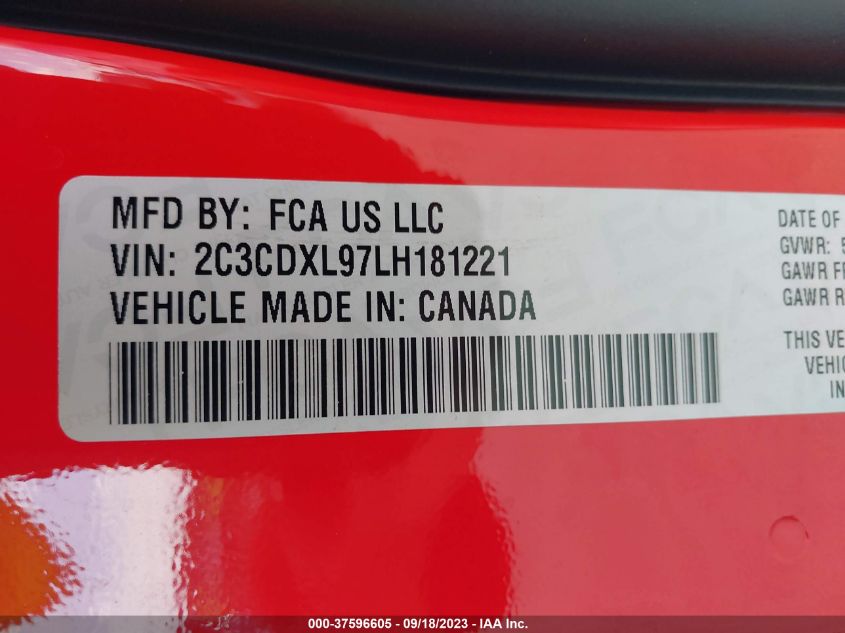 MFD BY: FCA US LLC
VIN: 2C3CDXL97LH181221
VEHICLE MADE IN: CANADA
DATE OF
GVWR: 5
GAWR
GAWR R
THIS VE
VEHIC
IN
000-37596605 - 09/18/2023 - IAA Inc.